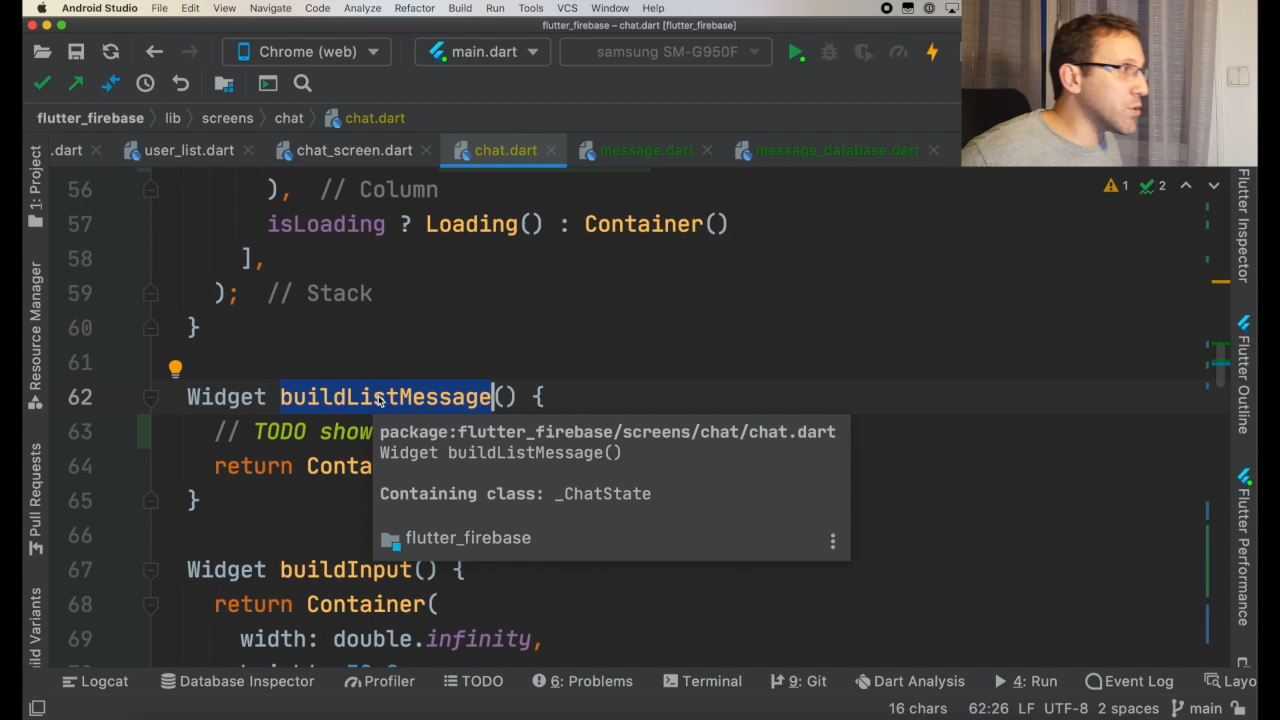 Android Studio File Edit View Navigate Code Analyze Refactor Build Run Tools VCS Window Help
flutter_firebase – chat.dart [flutter_firebase]
Chrome (web) main.dart samsung SM-G950F
flutter_firebase lib screens chat chat.dart
.dart user_list.dart chat_screen.dart chat.dart message.dart message_database.dart
1: Project
Resource Manager
Pull Requests
ild Variants
56 ), // Column
57 isLoading ? Loading() : Container()
58 ],
59 ); // Stack
60 }
61
62 Widget buildListMessage() {
63 // TODO show
64 return Conta
65 }
66
67 Widget buildInput() {
68 return Container(
69 width: double.infinity,
1 2
package:flutter_firebase/screens/chat/chat.dart
Widget buildListMessage()
Containing class: _ChatState
flutter_firebase
Flutter Inspector
Flutter Outline
Flutter Performance
Logcat Database Inspector Profiler TODO 6: Problems Terminal 9: Git Dart Analysis 4: Run Event Log Layo
16 chars 62:26 LF UTF-8 2 spaces main